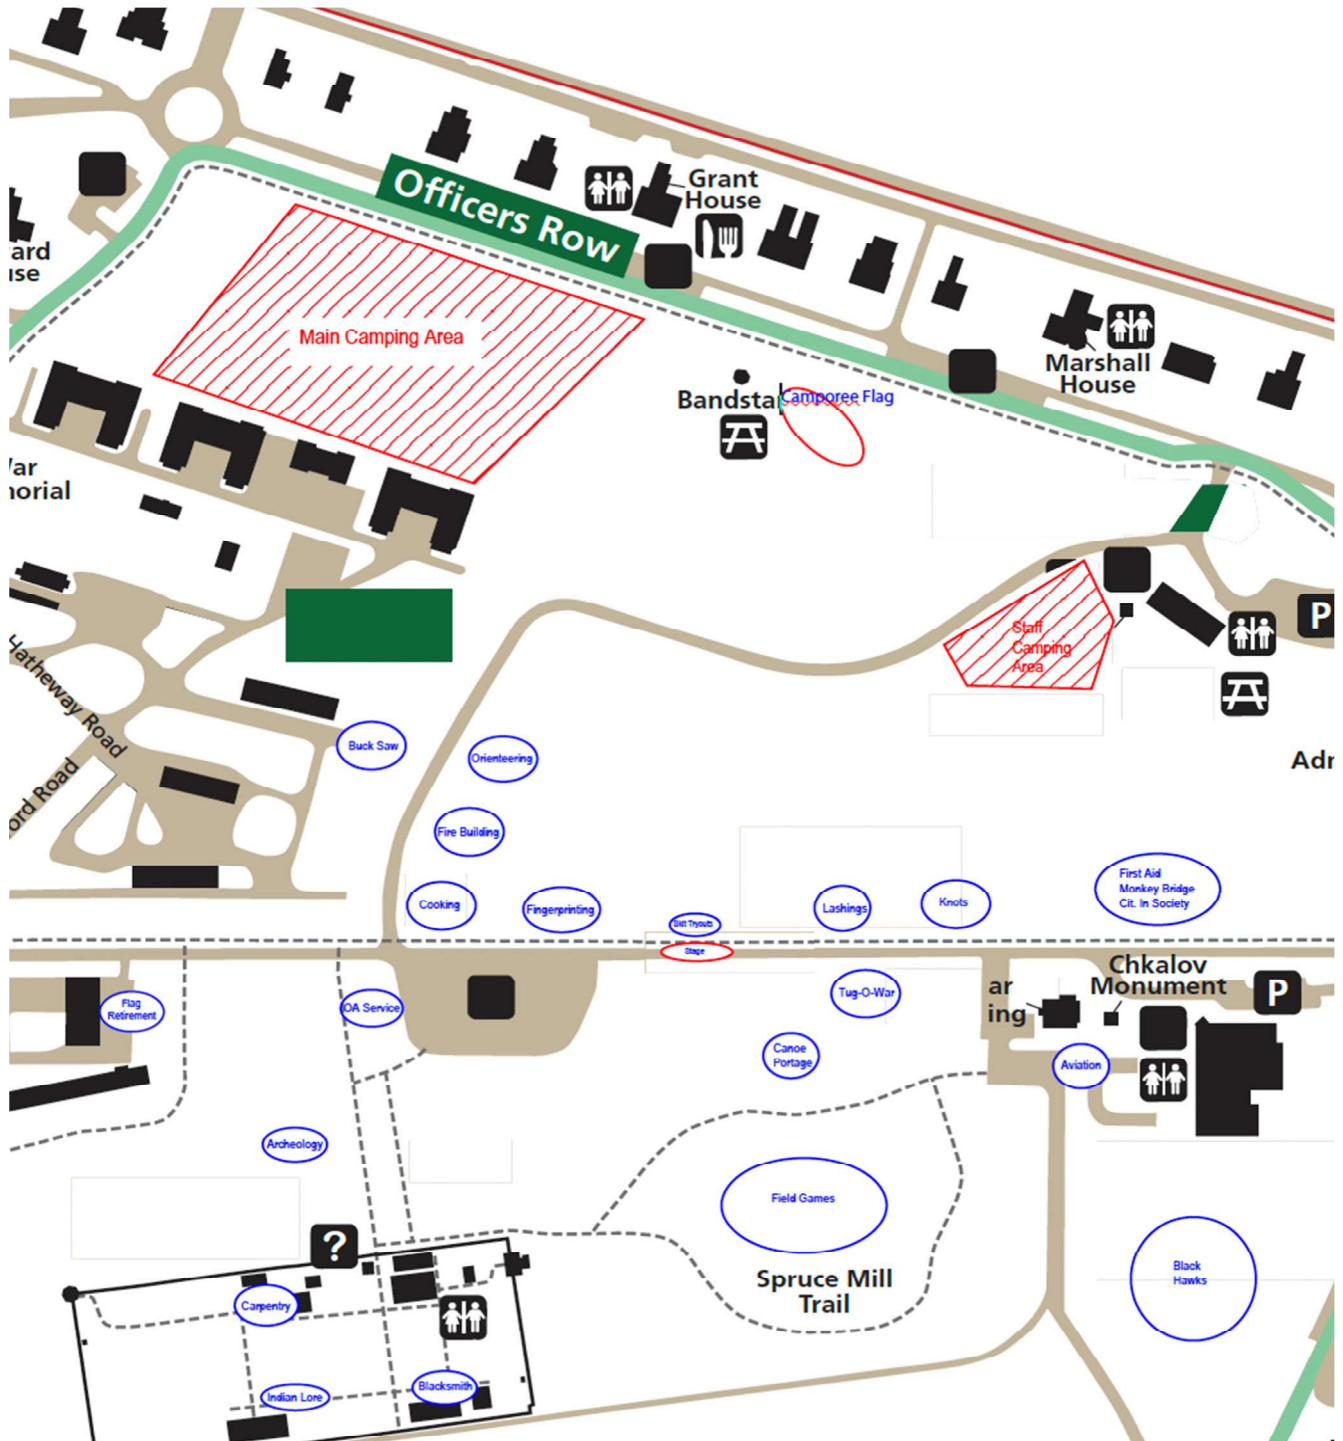 Officers Row
Grant
House
ard
ise
Main Camping Area
Marshall
House
Bandsta
Camporee Flag
ar
orial
Staff
Camping
Area
P
Hatheway Road
ord Road
Buck Saw
Orienteering
Adr
Fire Building
Cooking
Fingerprinting
Skit Tryouts
Lashings
Knots
First Aid
Monkey Bridge
Cit. In Society
Stage
Flag
Retirement
OA Service
Tug-O-War
ar
ing
Chkalov
Monument
P
Canoe
Portage
Aviation
Archeology
Field Games
?
Spruce Mill
Trail
Black
Hawks
Carpentry
Indian Lore
Blacksmith